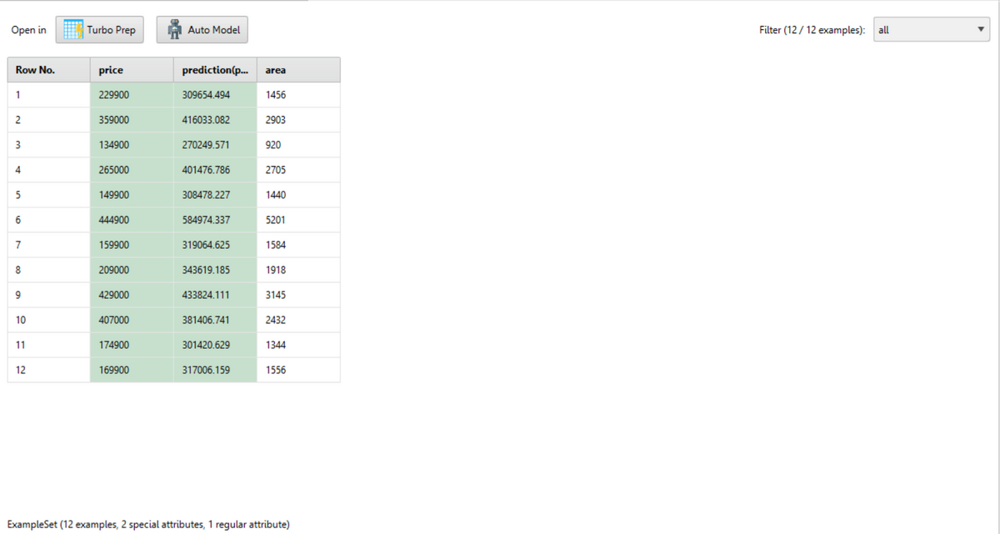 Open in Turbo Prep Auto Model Filter (12 / 12 examples): all
Row No. price prediction(p... area
1 229900 309654.494 1456
2 359000 416033.082 2903
3 134900 270249.571 920
4 265000 401476.786 2705
5 149900 308478.227 1440
6 444900 584974.337 5201
7 159900 319064.625 1584
8 209000 343619.185 1918
9 429000 433824.111 3145
10 407000 381406.741 2432
11 174900 301420.629 1344
12 169900 317006.159 1556
ExampleSet (12 examples, 2 special attributes, 1 regular attribute)